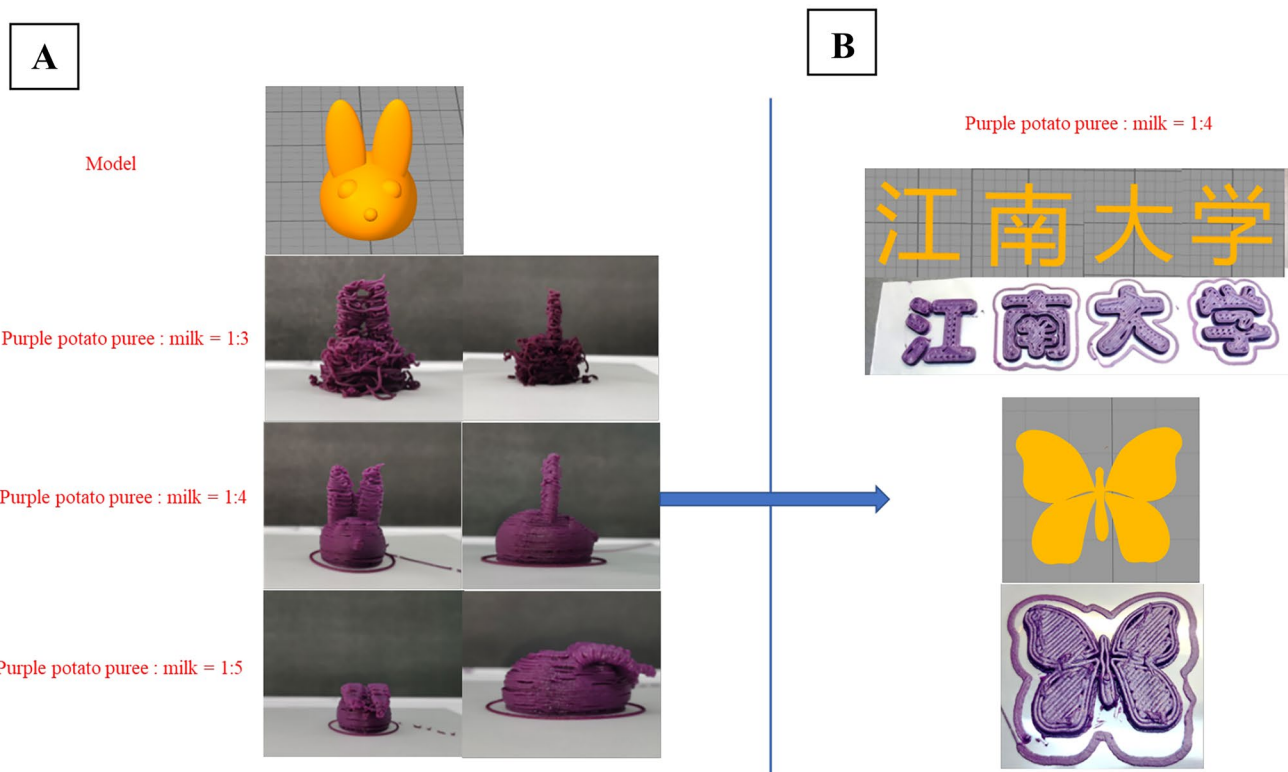 A
B
Model
Purple potato puree : milk = 1:3
Purple potato puree : milk = 1:4
Purple potato puree : milk = 1:5
Purple potato puree : milk = 1:4
江南大学
江南大学